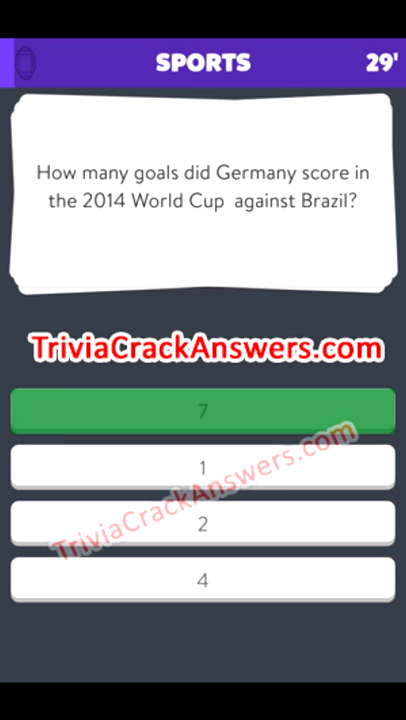 SPORTS 29'
How many goals did Germany score in
the 2014 World Cup against Brazil?
TriviaCrackAnswers.com
7
1
TriviaCrackAnswers.com
2
4